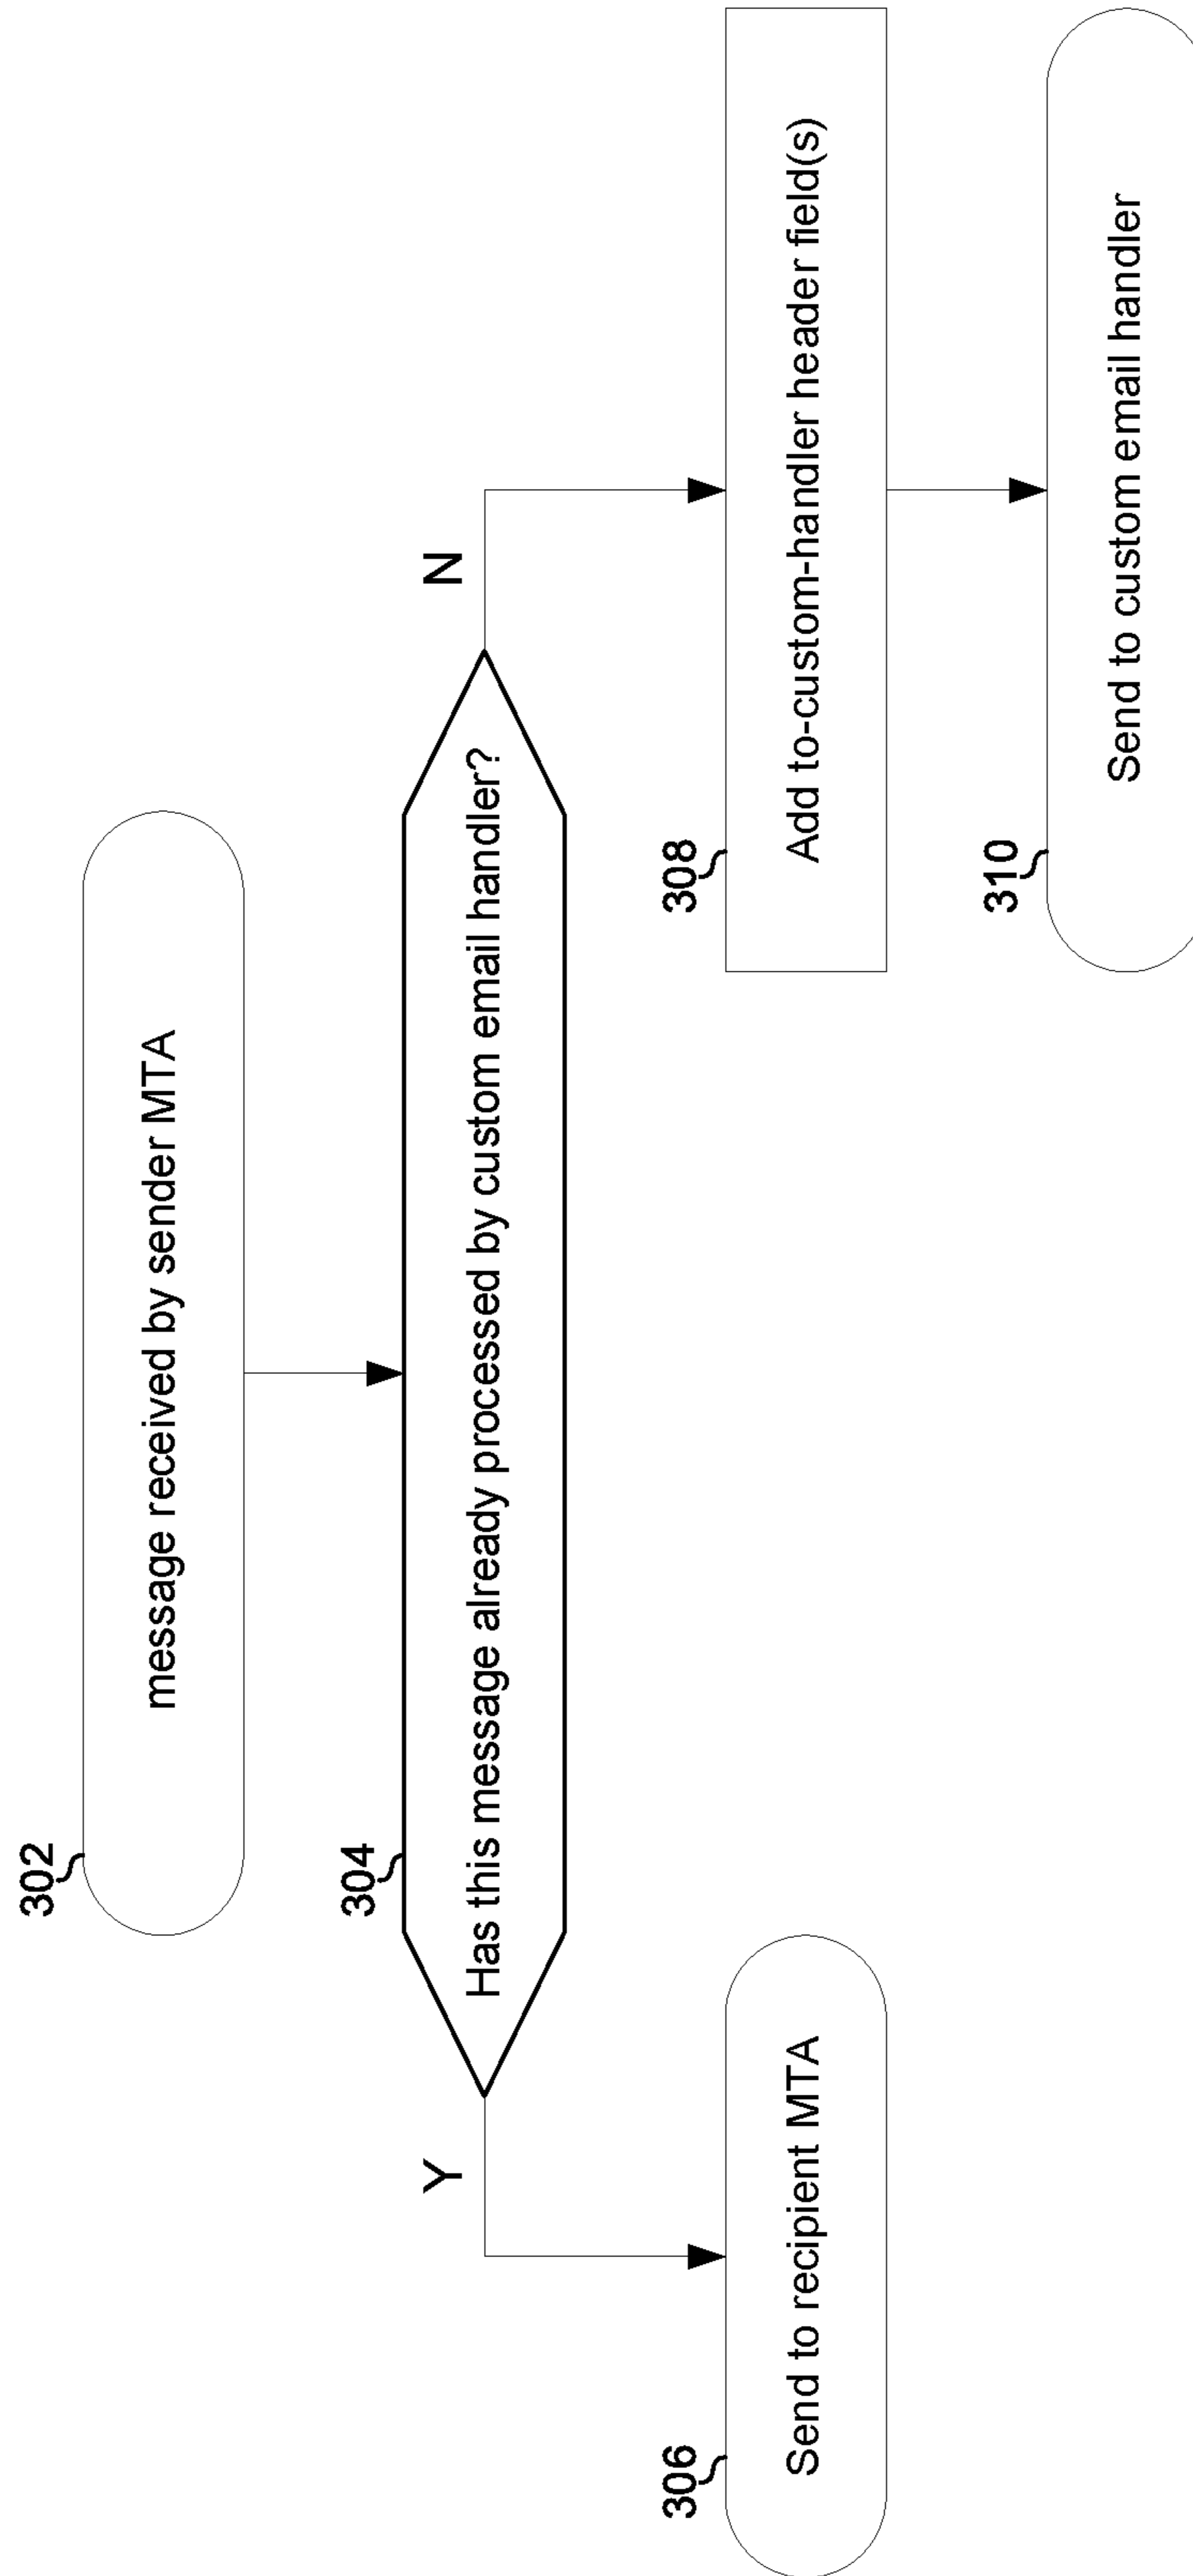 302
message received by sender MTA
304
Has this message already processed by custom email handler?
Y
N
306
Send to recipient MTA
308
Add to-custom-handler header field(s)
310
Send to custom email handler